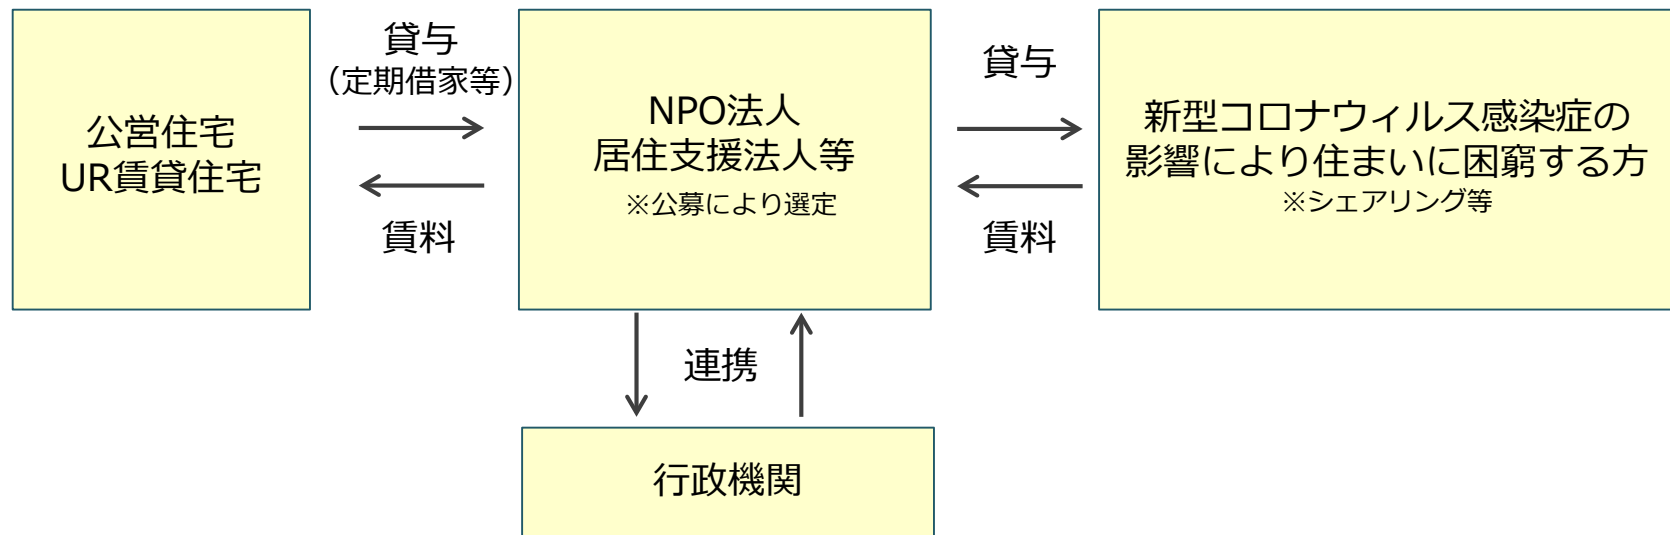 公営住宅
UR賃貸住宅
貸与
（定期借家等）
賃料
NPO法人
居住支援法人等
※公募により選定
貸与
賃料
新型コロナウィルス感染症の
影響により住まいに困窮する方
※シェアリング等
連携
行政機関